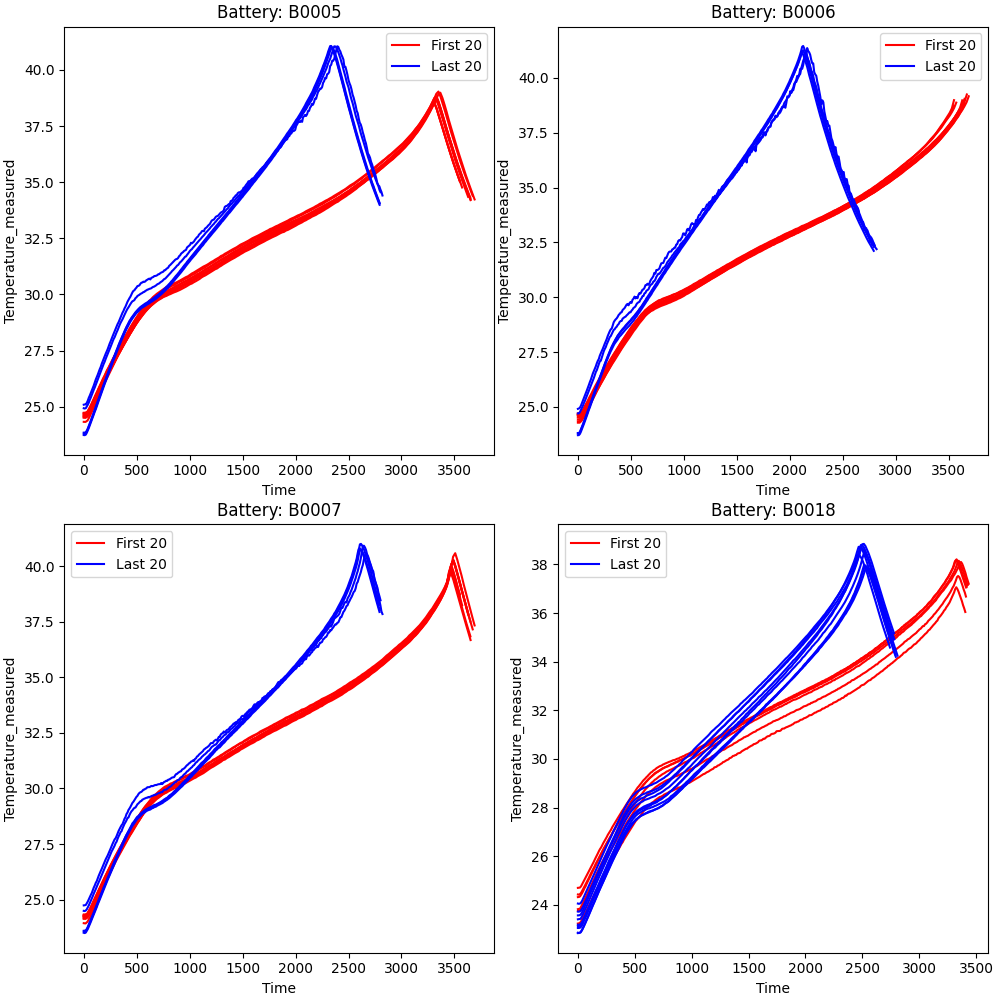 Battery: B0005
Temperature_measured
40.0
37.5
35.0
32.5
30.0
27.5
25.0
First 20
Last 20
0 500 1000 1500 2000 2500 3000 3500
Time
Battery: B0006
Temperature_measured
40.0
37.5
35.0
32.5
30.0
27.5
25.0
First 20
Last 20
0 500 1000 1500 2000 2500 3000 3500
Time
Battery: B0007
Temperature_measured
40.0
37.5
35.0
32.5
30.0
27.5
25.0
First 20
Last 20
0 500 1000 1500 2000 2500 3000 3500
Time
Battery: B0018
Temperature_measured
38
36
34
32
30
28
26
24
First 20
Last 20
0 500 1000 1500 2000 2500 3000 3500
Time